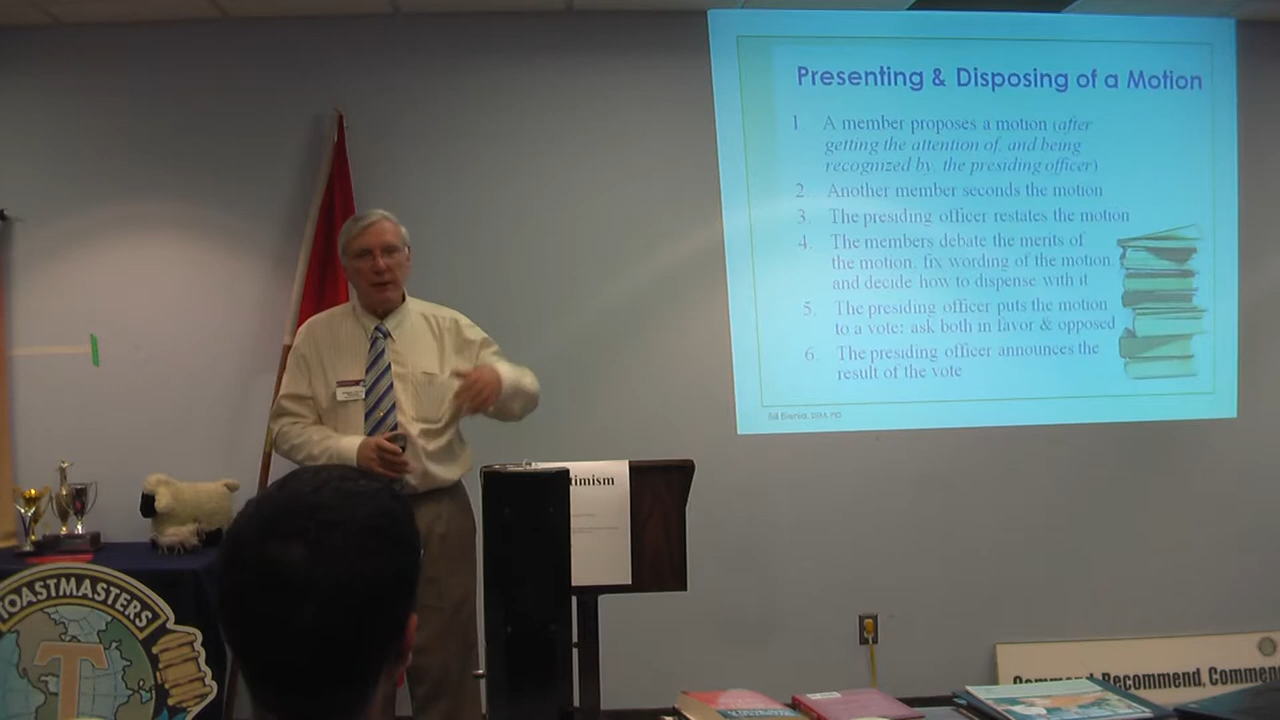 Presenting & Disposing of a Motion
1. A member proposes a motion (after
getting the attention of, and being
recognized by, the presiding officer)
2. Another member seconds the motion
3. The presiding officer restates the motion
4. The members debate the merits of
the motion, fix wording of the motion,
and decide how to dispense with it
5. The presiding officer puts the motion
to a vote: ask both in favor & opposed
6. The presiding officer announces the
result of the vote
timism
TOASTMASTERS
T
Recommend, Commen